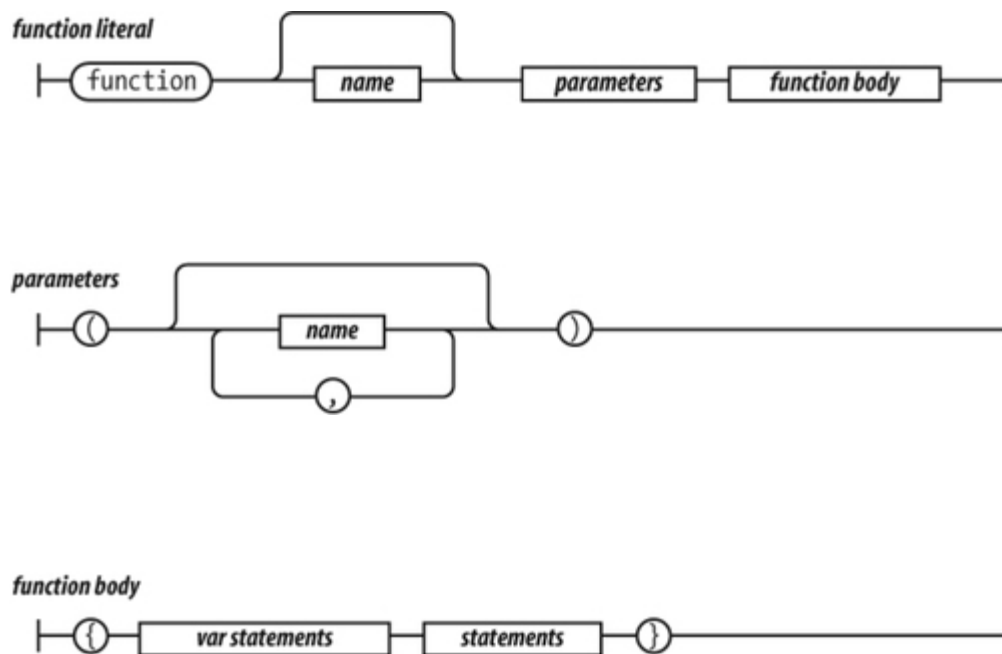 function literal
function name parameters function body
parameters
( name )
,
function body
{ var statements statements }